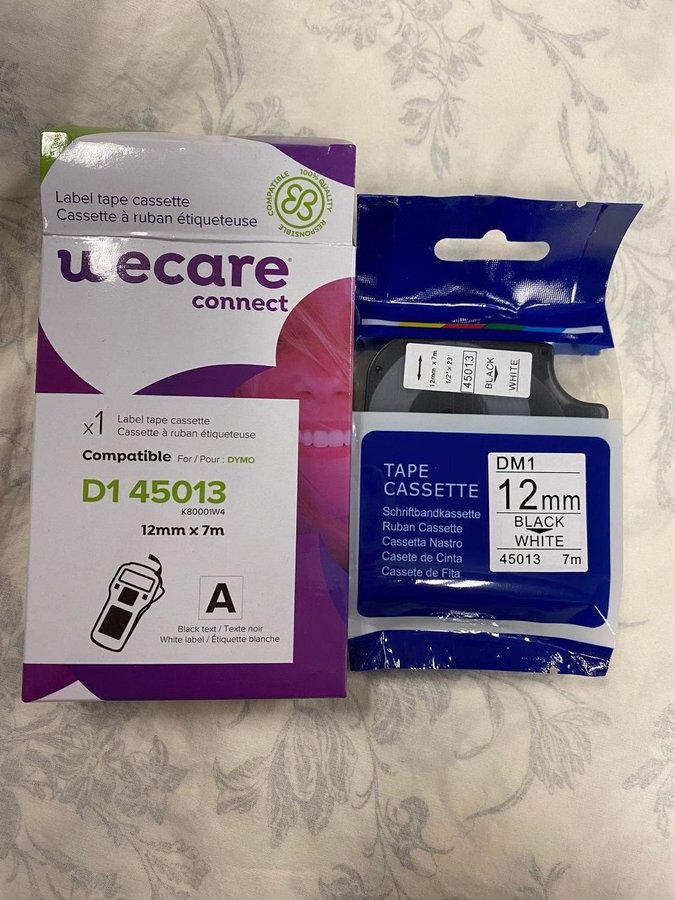 Label tape cassette
Cassette à ruban étiqueteuse
COMPATIBLE 100% QUALITY RESPONSIBLE
wecare
connect
x1 Label tape cassette
Cassette à ruban étiqueteuse
Compatible For / Pour : DYMO
D1 45013
K80001W4
12mm x 7m
A
Black text / Texte noir
White label / Étiquette blanche
12mm x 7m
1/2" x 23'
45013
BLACK
WHITE
TAPE
CASSETTE
Schriftbandkassette
Ruban Cassette
Cassetta Nastro
Casete de Cinta
Cassete de Fita
DM1
12mm
BLACK
WHITE
45013 7m